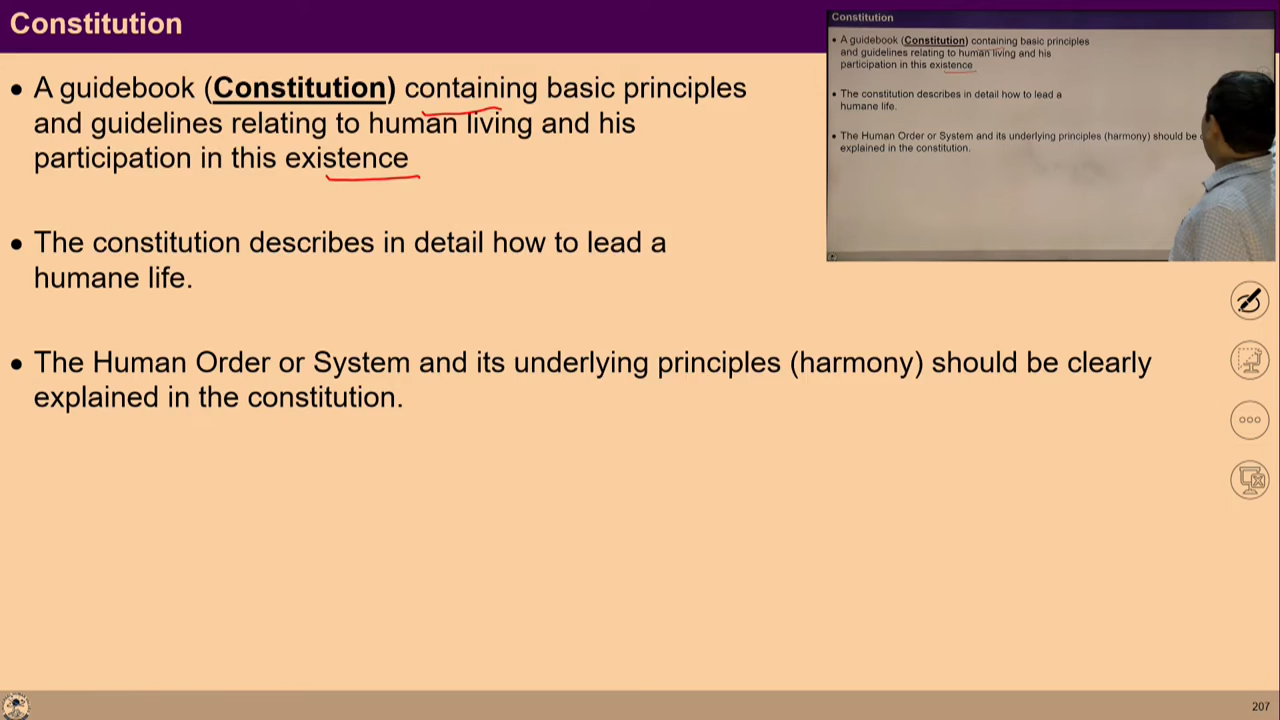 Constitution
• A guidebook (Constitution) containing basic principles
and guidelines relating to human living and his
participation in this existence
• The constitution describes in detail how to lead a
humane life.
• The Human Order or System and its underlying principles (harmony) should be clearly
explained in the constitution.
Constitution
• A guidebook (Constitution) containing basic principles
and guidelines relating to human living and his
participation in this existence
• The constitution describes in detail how to lead a
humane life.
• The Human Order or System and its underlying principles (harmony) should be
explained in the constitution.
207